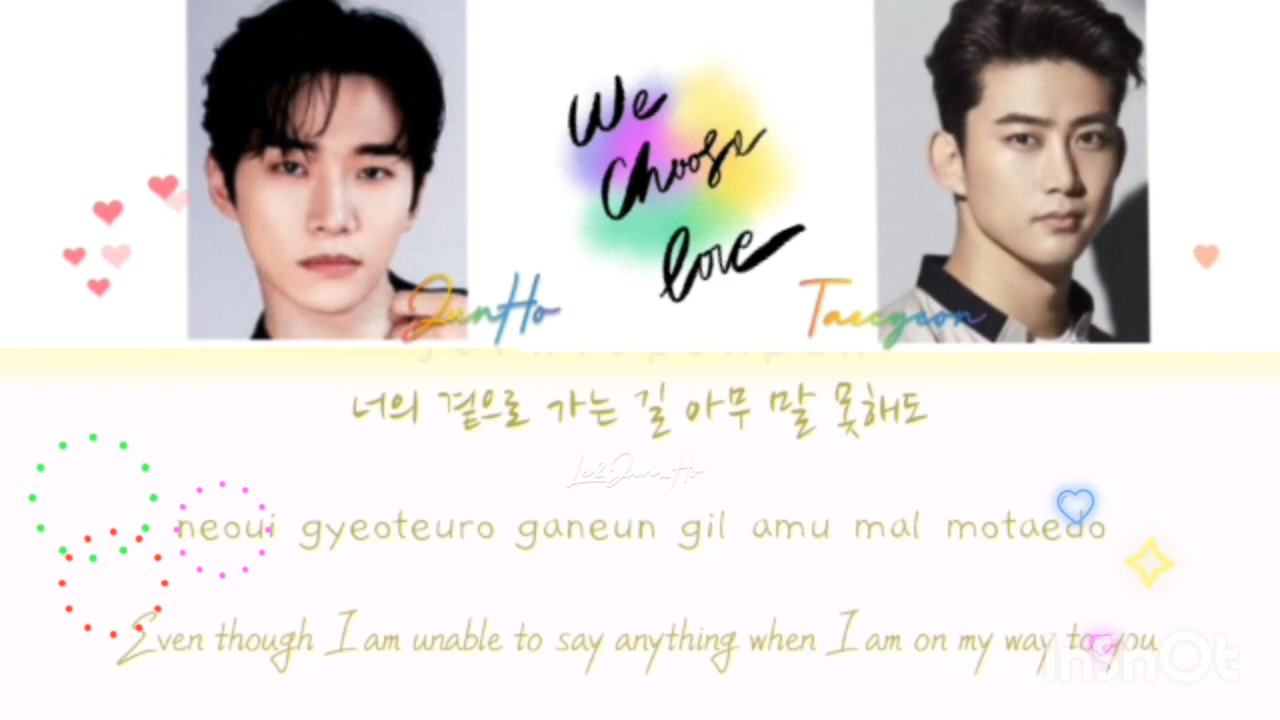 We
Choose
love
JunHo
Taecyeon
너의 곁으로 가는 길 아무 말 못해도
Le2Jun_Ho
neoui gyeoteuro ganeun gil amu mal motaedo
Even though I am unable to say anything when I am on my way to you
InShOt